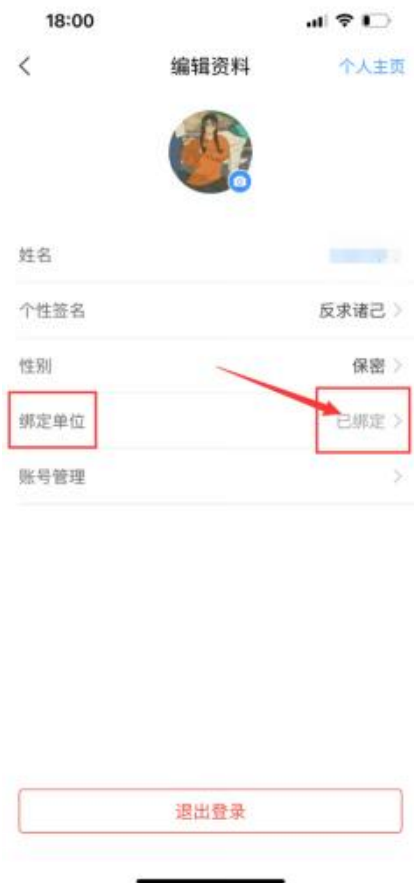 18:00
编辑资料 个人主页
姓名
个性签名 反求诸己
性别 保密
绑定单位 已绑定
账号管理
退出登录